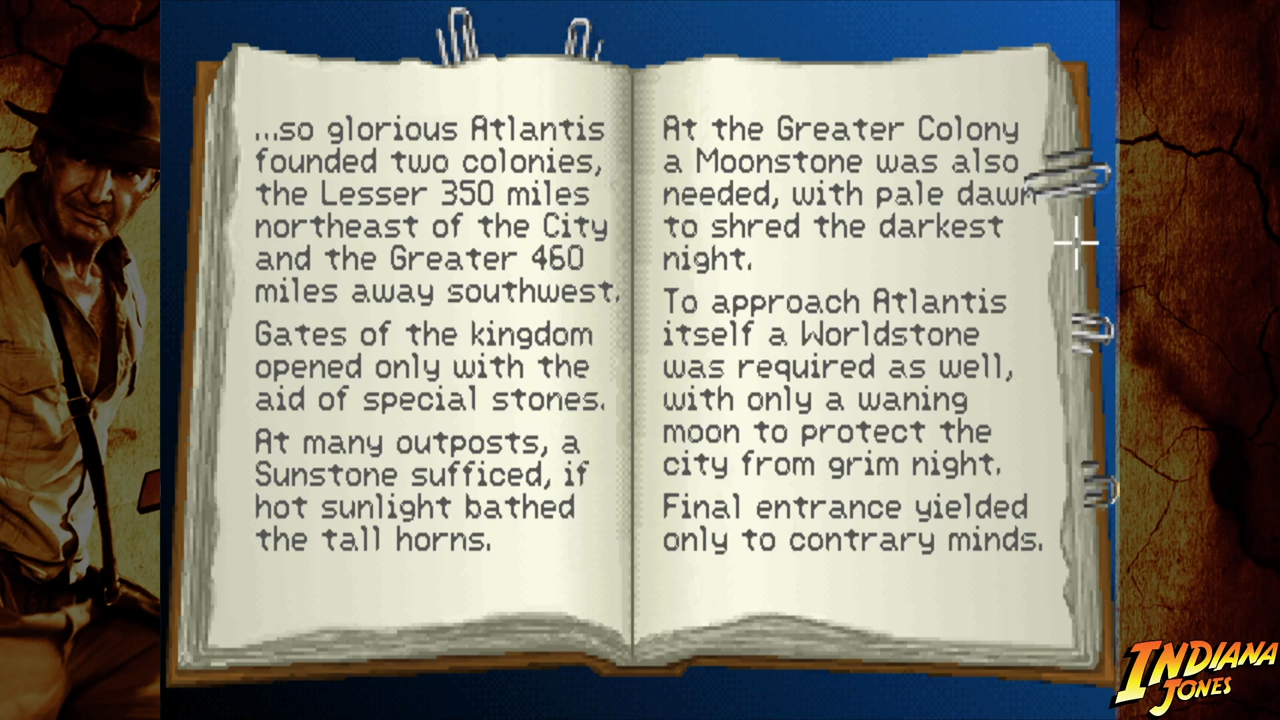 ...so glorious Atlantis
founded two colonies,
the Lesser 350 miles
northeast of the City
and the Greater 460
miles away southwest.
Gates of the kingdom
opened only with the
aid of special stones.
At many outposts, a
Sunstone sufficed, if
hot sunlight bathed
the tall horns.
At the Greater Colony
a Moonstone was also
needed, with pale dawn
to shred the darkest
night.
To approach Atlantis
itself a Worldstone
was required as well,
with only a waning
moon to protect the
city from grim night.
Final entrance yielded
only to contrary minds.
INDIANA
JONES